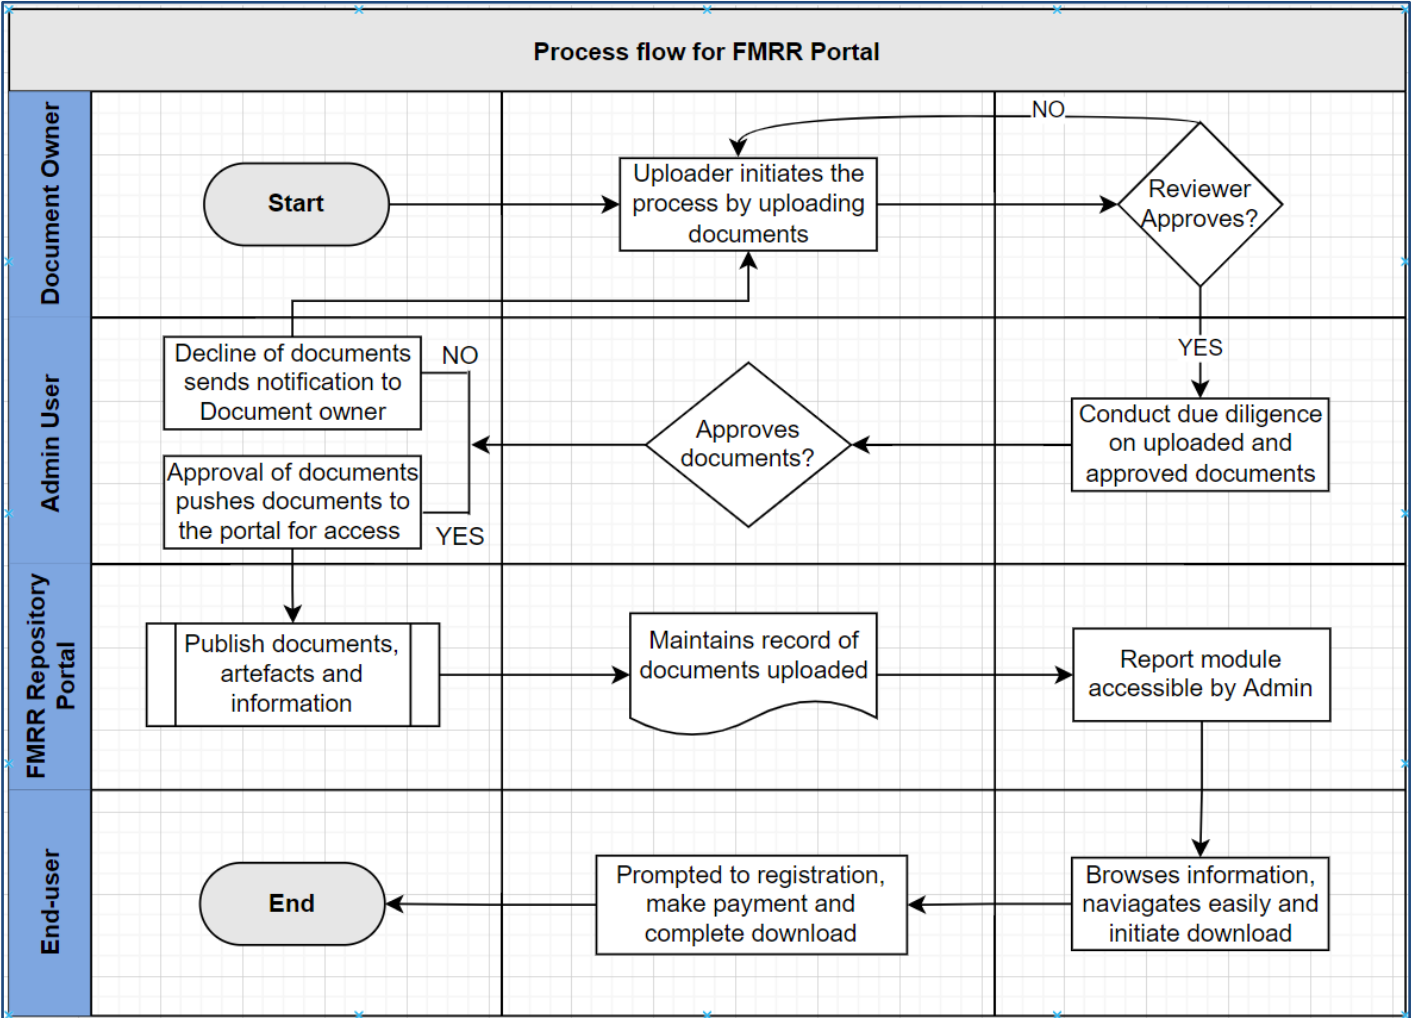 Process flow for FMRR Portal
Document Owner
Start
Uploader initiates the
process by uploading
documents
NO
Reviewer
Approves?
YES
Admin User
Decline of documents
sends notification to
Document owner
NO
Approval of documents
pushes documents to
the portal for access
YES
Approves
documents?
Conduct due diligence
on uploaded and
approved documents
FMRR Repository
Portal
Publish documents,
artefacts and
information
Maintains record of
documents uploaded
Report module
accessible by Admin
End-user
End
Prompted to registration,
make payment and
complete download
Browses information,
naviagates easily and
initiate download